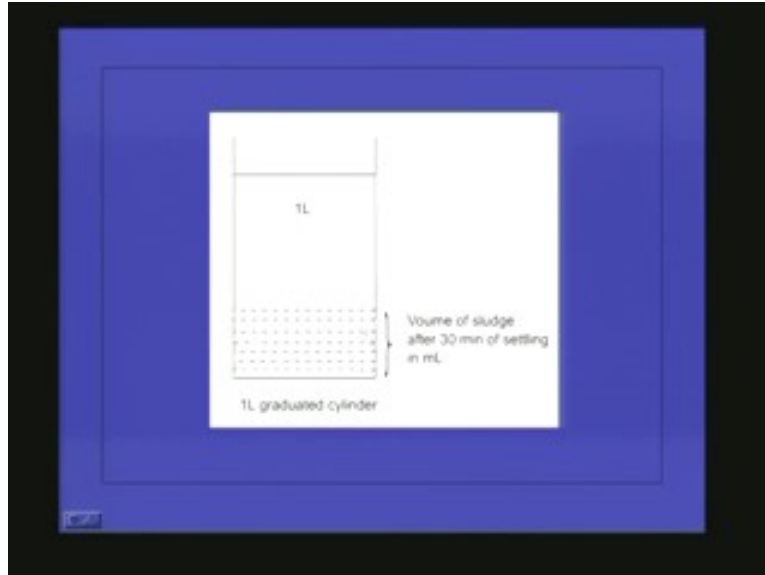 1L
Voume of sludge
after 30 min of settling
in mL
1L graduated cylinder